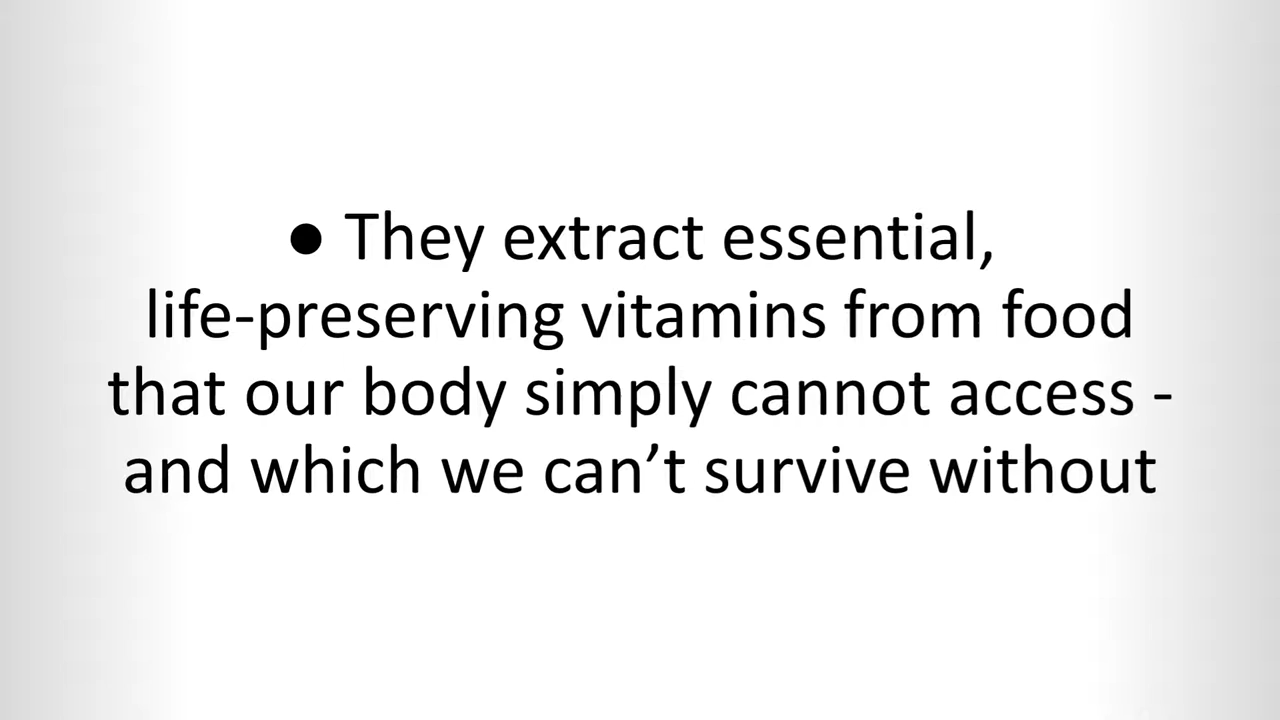 ● They extract essential,
life-preserving vitamins from food
that our body simply cannot access -
and which we can’t survive without